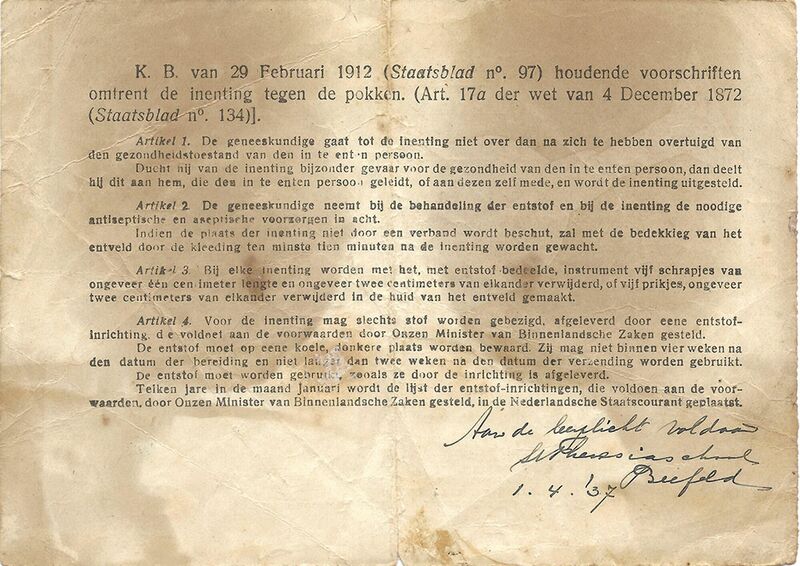 K. B. van 29 Februari 1912 (Staatsblad nº. 97) houdende voorschriften
omtrent de inenting tegen de pokken. (Art. 17a der wet van 4 December 1872
(Staatsblad nº. 134)].
Artikel 1. De geneeskundige gaat tot de inenting niet over dan na zich te hebben overtuigd van
den gezondheidstoestand van den in te enten persoon.
Ducht hij van de inenting bijzonder gevaar voor de gezondheid van den in te enten persoon, dan deelt
hij dit aan hem, die den in te enten persoon geleidt, of aan dezen zelf mede, en wordt de inenting uitgesteld.
Artikel 2. De geneeskundige neemt bij de behandeling der entstof en bij de inenting de noodige
antiseptische en aseptische voorzorgen in acht.
Indien de plaats der inenting niet door een verband wordt beschut, zal met de bedekking van het
entveld door de kleeding ten minste tien minuten na de inenting worden gewacht.
Artikel 3. Bij elke inenting worden met het, met entstof bedeelde, instrument vijf schrapjes van
ongeveer één centimeter lengte en ongeveer twee centimeters van elkander verwijderd, of vijf prikjes, ongeveer
twee centimeters van elkander verwijderd in de huid van het entveld gemaakt.
Artikel 4. Voor de inenting mag slechts stof worden gebezigd, afgeleverd door eene entstof-
inrichting, die voldoet aan de voorwaarden door Onzen Minister van Binnenlandsche Zaken gesteld.
De entstof moet op eene koele, donkere plaats worden bewaard. Zij mag niet binnen vier weken na
den datum der bereiding en niet langer dan twee weken na den datum der verzending worden gebruikt.
De entstof moet worden gebruikt, zooals ze door de inrichting is afgeleverd.
Telken jare in de maand januari wordt de lijst der entstof-inrichtingen, die voldoen aan de voor-
waarden, door Onzen Minister van Binnenlandsche Zaken gesteld, in de Nederlandsche Staatscourant geplaatst.
Aan de leerplicht voldaan
St Theresiaschool
1.4.'37